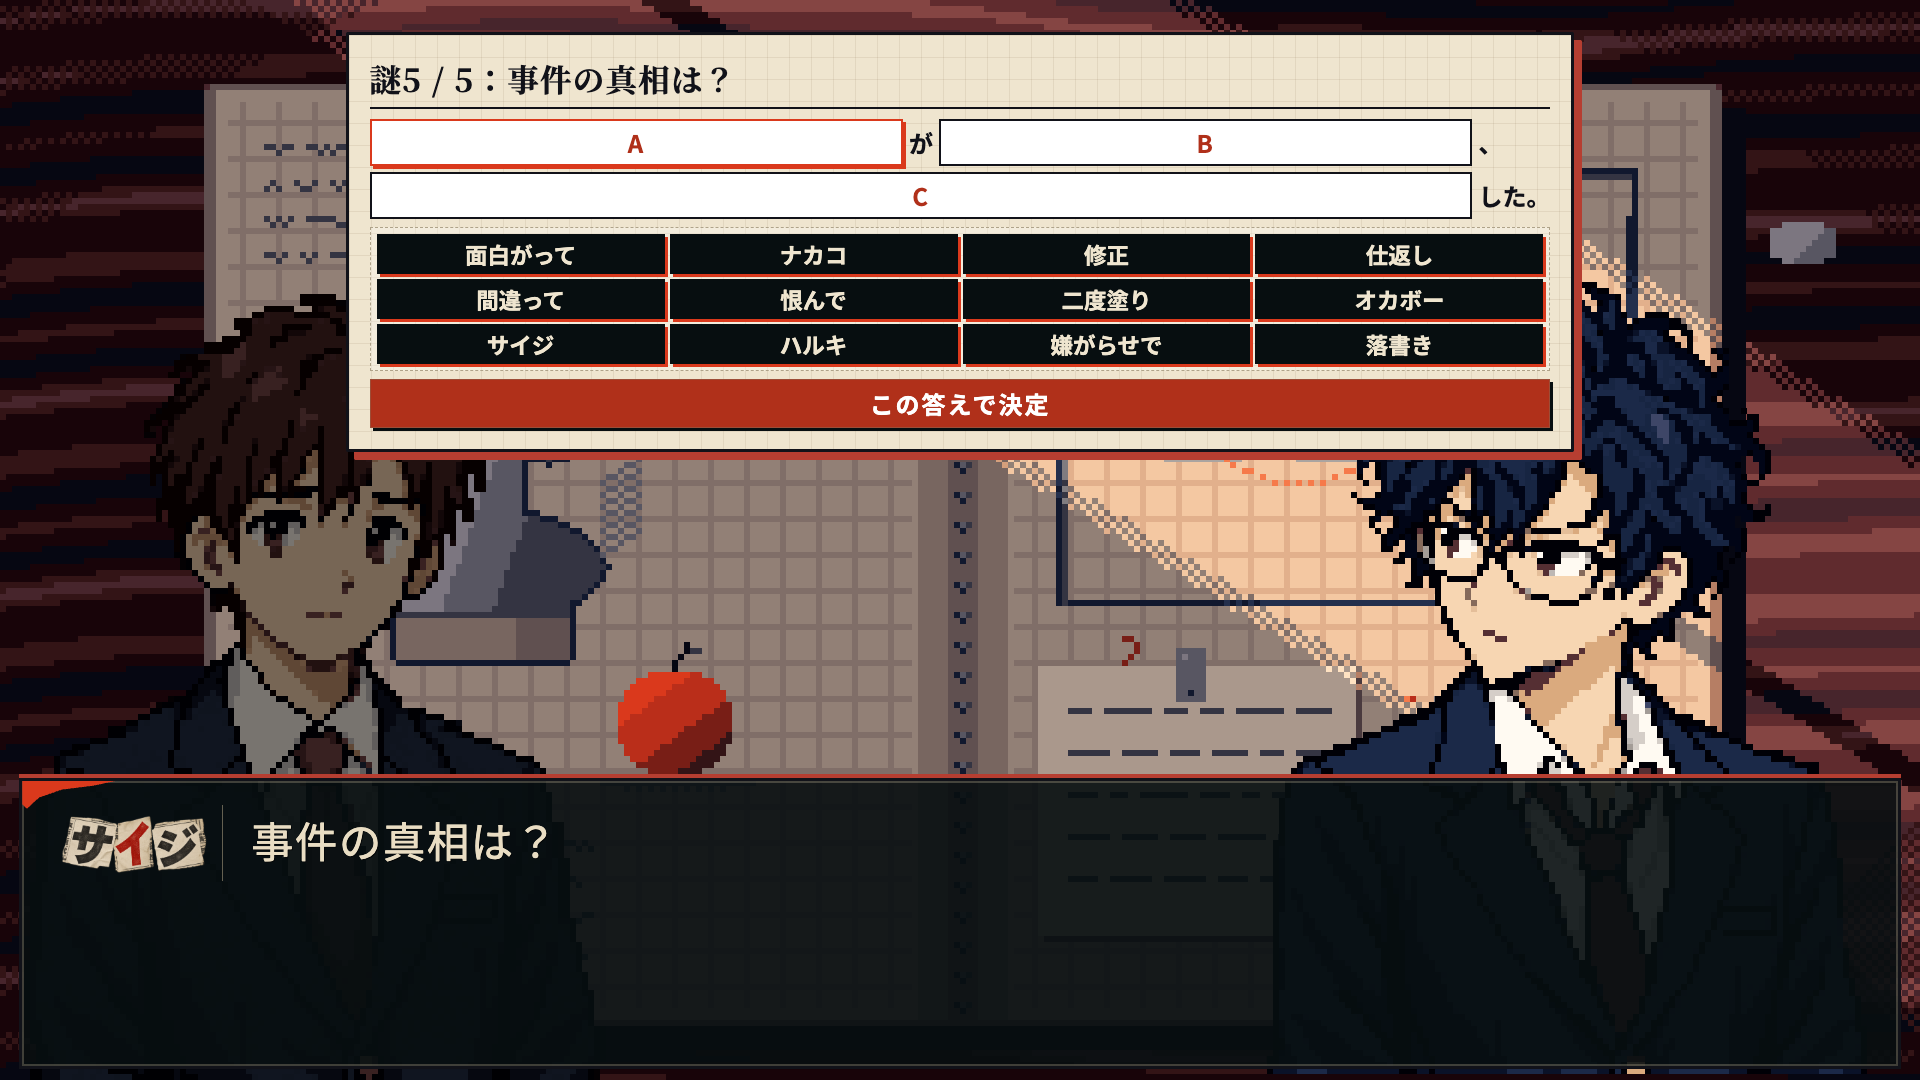 謎5 / 5：事件の真相は？
A が B 、
C した。
面白がって ナカコ 修正 仕返し
間違って 恨んで 二度塗り オカボー
サイジ ハルキ 嫌がらせで 落書き
この答えで決定
サイジ 事件の真相は？